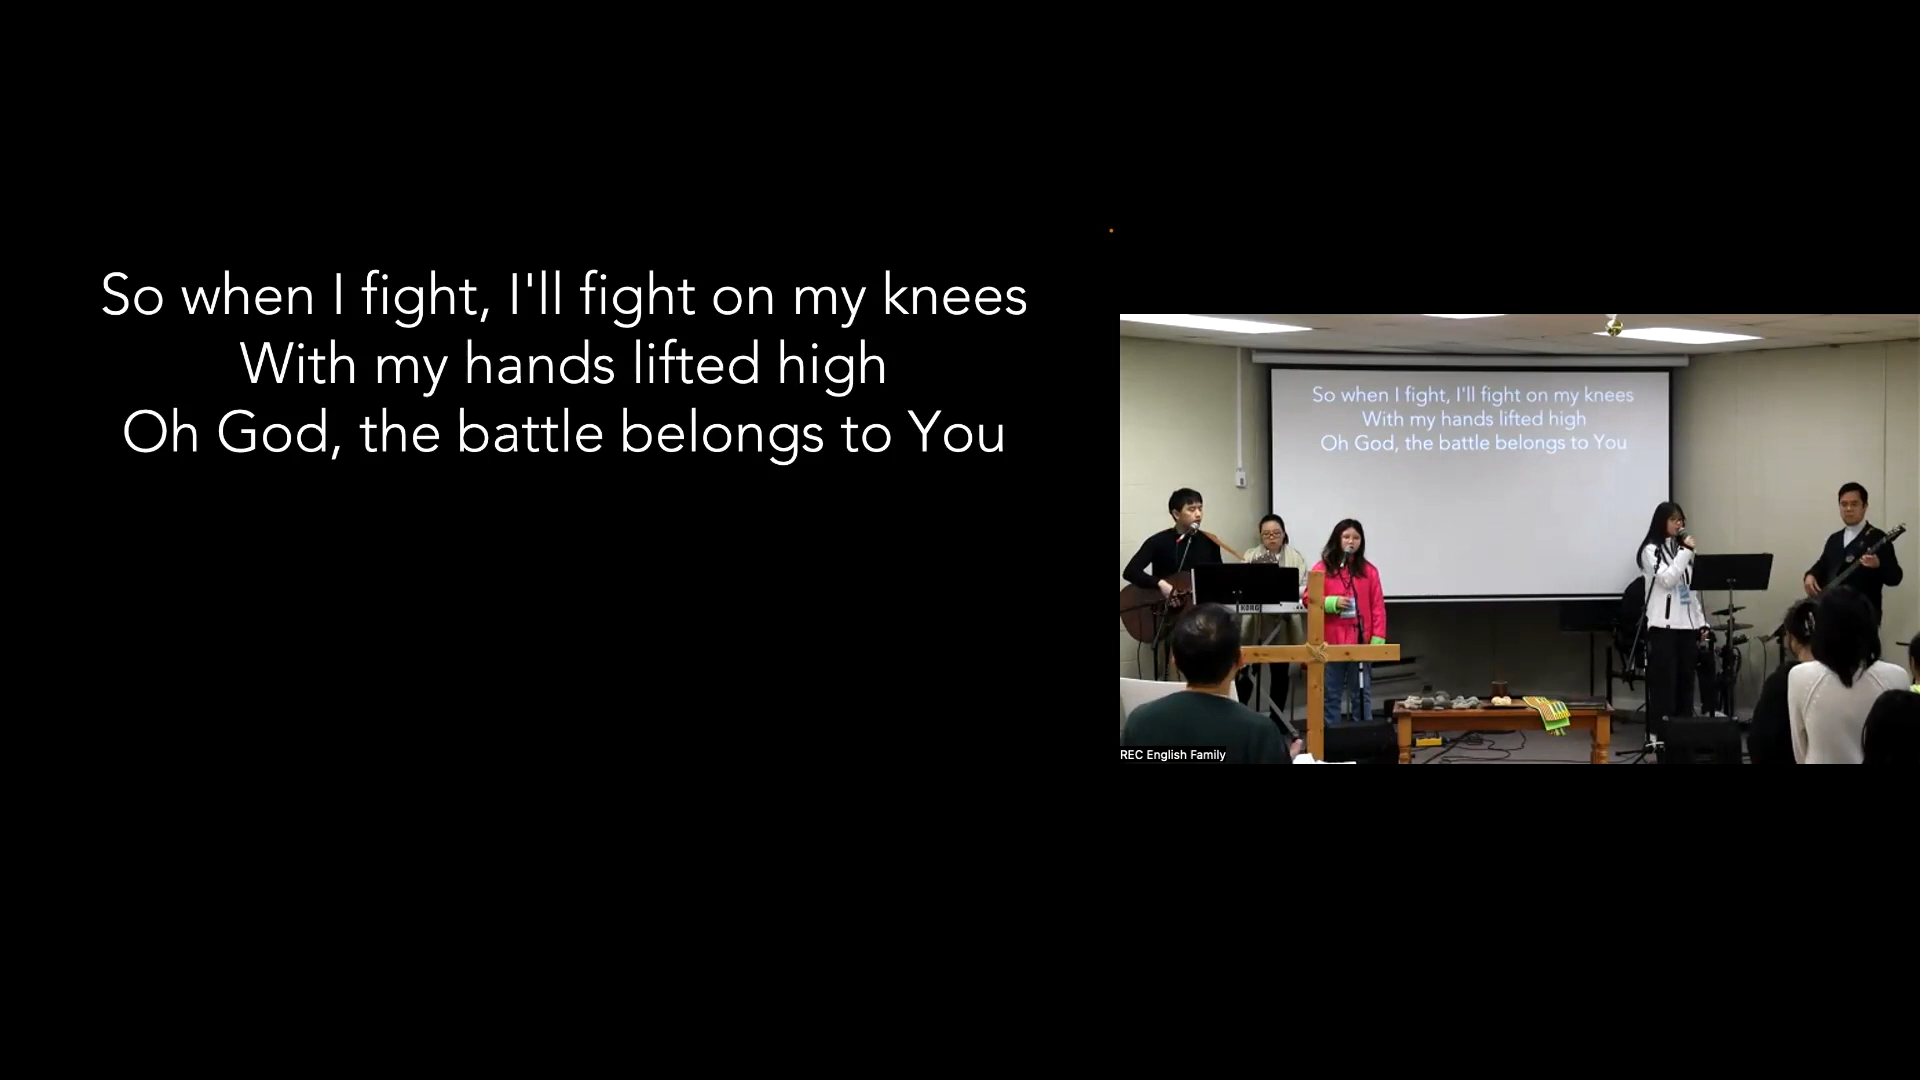 So when I fight, I'll fight on my knees
With my hands lifted high
Oh God, the battle belongs to You
So when I fight, I'll fight on my knees
With my hands lifted high
Oh God, the battle belongs to You
KORG
REC English Family